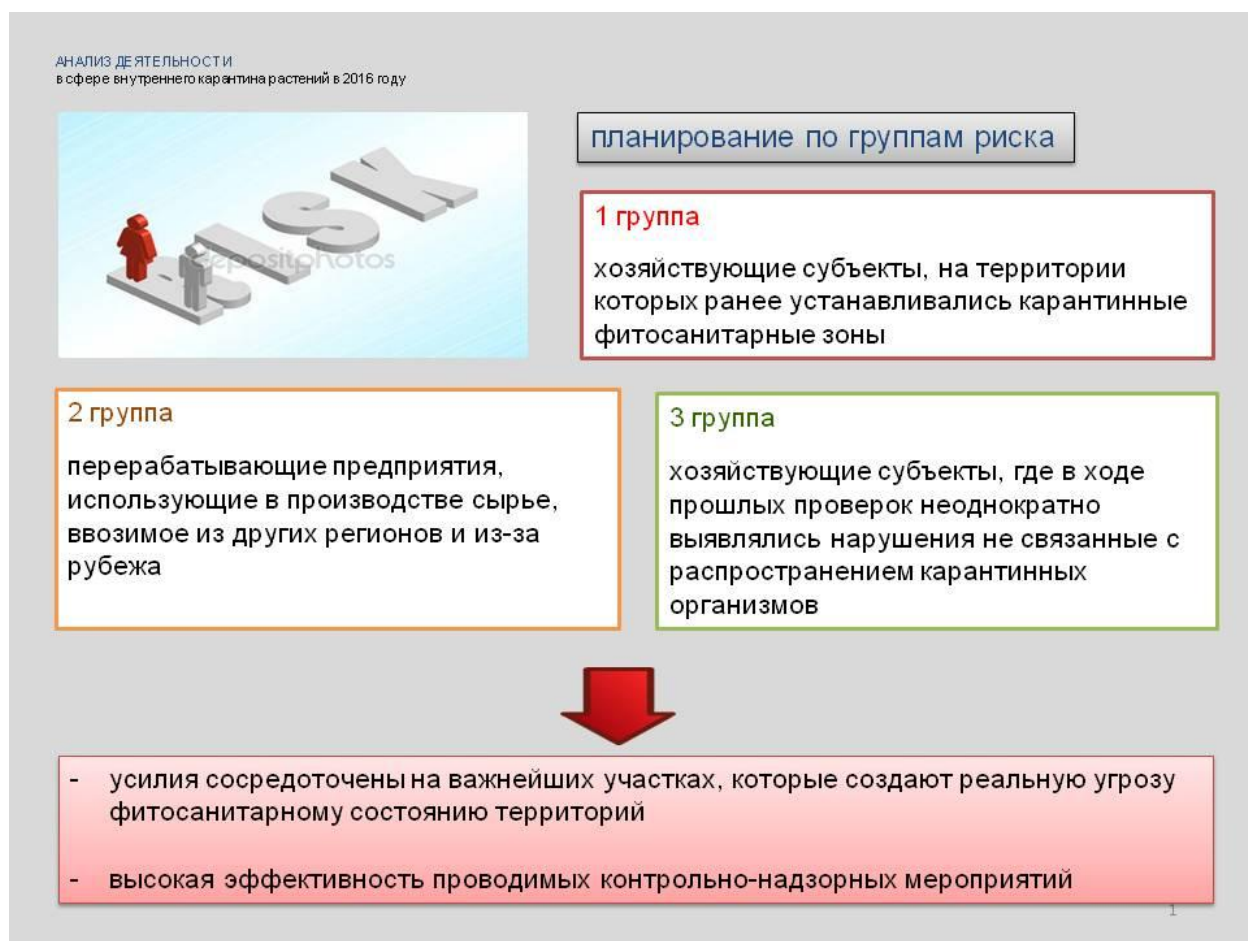 АНАЛИЗ ДЕЯТЕЛЬНОСТИ
в сфере внутреннего карантина растений в 2016 году
RISK
depositphotos
планирование по группам риска
1 группа
хозяйствующие субъекты, на территории
которых ранее устанавливались карантинные
фитосанитарные зоны
2 группа
перерабатывающие предприятия,
использующие в производстве сырье,
ввозимое из других регионов и из-за
рубежа
3 группа
хозяйствующие субъекты, где в ходе
прошлых проверок неоднократно
выявлялись нарушения не связанные с
распространением карантинных
организмов
- усилия сосредоточены на важнейших участках, которые создают реальную угрозу
фитосанитарному состоянию территорий
- высокая эффективность проводимых контрольно-надзорных мероприятий
1